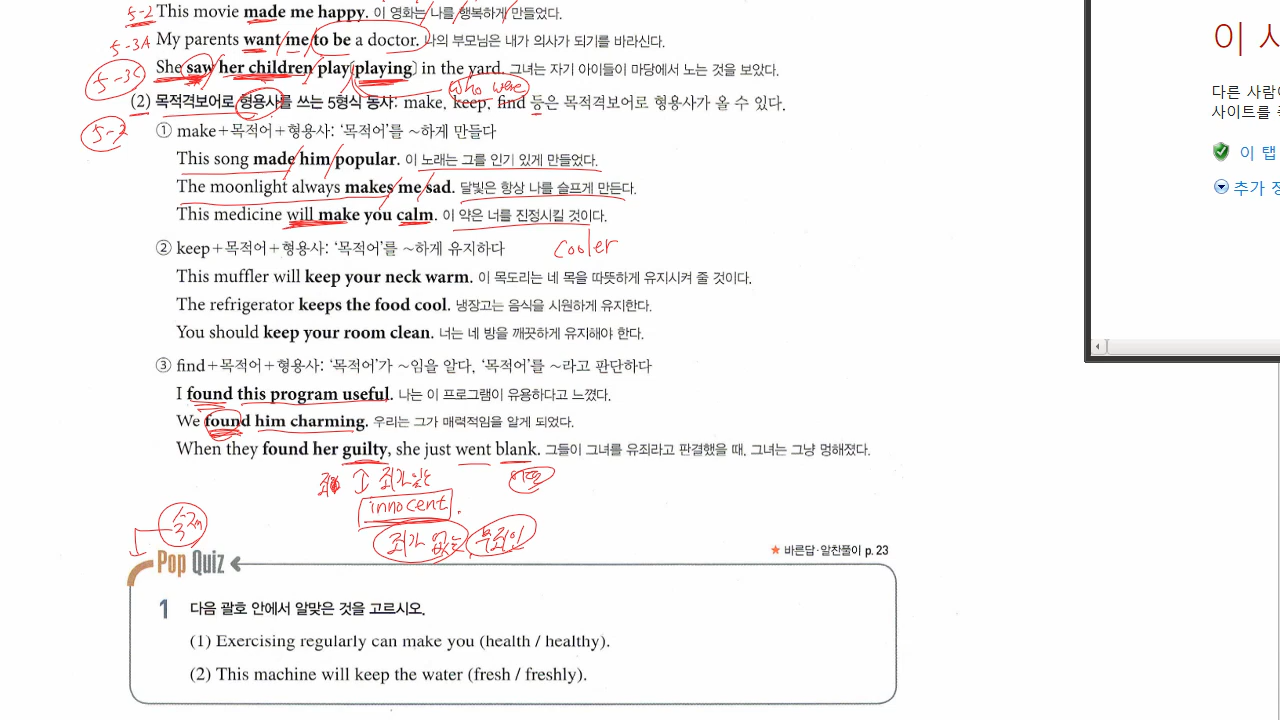 5-2 This movie made me happy. 이 영화는 나를 행복하게 만들었다.
5-3A My parents want me to be a doctor. 나의 부모님은 내가 의사가 되기를 바라신다.
5-3C She saw her children play[playing] in the yard. 그녀는 자기 아이들이 마당에서 노는 것을 보았다.
who were
(2) 목적격보어로 형용사를 쓰는 5형식 동사: make, keep, find 등은 목적격보어로 형용사가 올 수 있다.
5-2
① make+목적어+형용사: ‘목적어’를 ~하게 만들다
This song made him popular. 이 노래는 그를 인기 있게 만들었다.
The moonlight always makes me sad. 달빛은 항상 나를 슬프게 만든다.
This medicine will make you calm. 이 약은 너를 진정시킬 것이다.
② keep+목적어+형용사: ‘목적어’를 ~하게 유지하다
cooler
This muffler will keep your neck warm. 이 목도리는 네 목을 따뜻하게 유지시켜 줄 것이다.
The refrigerator keeps the food cool. 냉장고는 음식을 시원하게 유지한다.
You should keep your room clean. 너는 네 방을 깨끗하게 유지해야 한다.
③ find+목적어+형용사: ‘목적어’가 ~임을 알다, ‘목적어’를 ~라고 판단하다
I found this program useful. 나는 이 프로그램이 유용하다고 느꼈다.
We found him charming. 우리는 그가 매력적임을 알게 되었다.
When they found her guilty, she just went blank. 그들이 그녀를 유죄라고 판결했을 때, 그녀는 그냥 멍해졌다.
죄가 있는
innocent.
죄가 없는 무죄인
★ 바른답·알찬풀이 p. 23
Pop Quiz
1 다음 괄호 안에서 알맞은 것을 고르시오.
(1) Exercising regularly can make you (health / healthy).
(2) This machine will keep the water (fresh / freshly).
이 사
다른 사람이
사이트를 즉
이 탭
추가 정